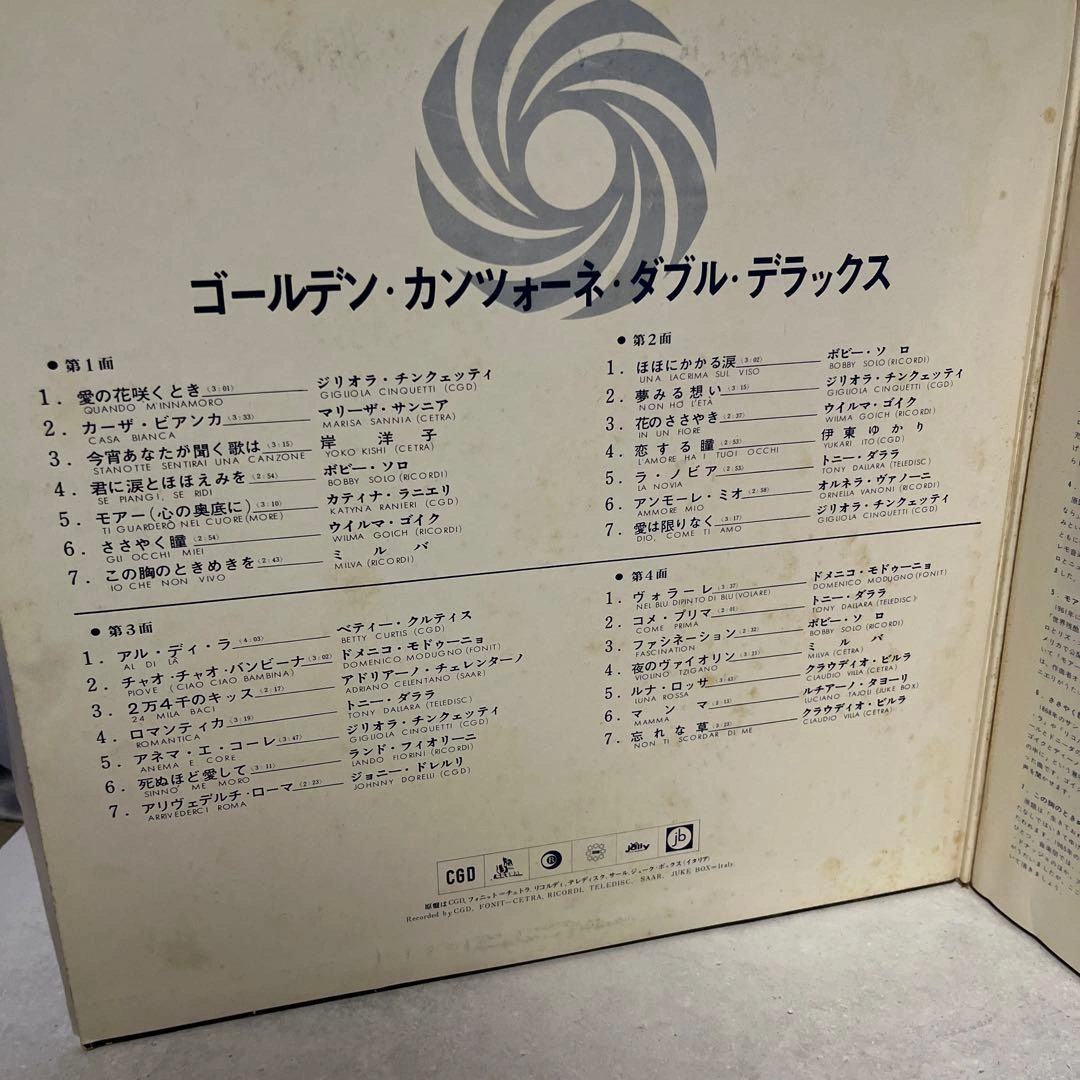 ゴールデン・カンツォーネ・ダブル・デラックス
● 第1面
1. 愛の花咲くとき (3:01) ジリオラ・チンクェッティ
QUANDO M'INNAMORO GIGLIOLA CINQUETTI (CGD)
2. カーザ・ビアンカ (3:33) マリーザ・サンニア
CASA BIANCA MARISA SANNIA (CETRA)
3. 今宵あなたが聞く歌は (3:15) 岸 洋子
STANOTTE SENTIRAI UNA CANZONE YOKO KISHI (CETRA)
4. 君に涙とほほえみを (2:54) ボビー・ソロ
SE PIANGI, SE RIDI BOBBY SOLO (RICORDI)
5. モアー(心の奥底に) (3:10) カティナ・ラニエリ
TI GUARDERÒ NEL CUORE (MORE) KATYNA RANIERI (CGD)
6. ささやく瞳 (2:54) ウイルマ・ゴイク
GLI OCCHI MIEI WILMA GOICH (RICORDI)
7. この胸のときめきを (2:43) ミルバ
IO CHE NON VIVO MILVA (RICORDI)
● 第2面
1. ほほにかかる涙 (3:02) ボビー・ソロ
UNA LACRIMA SUL VISO BOBBY SOLO (RICORDI)
2. 夢みる想い (3:15) ジリオラ・チンクェッティ
NON HO L'ETÀ GIGLIOLA CINQUETTI (CGD)
3. 花のささやき (2:37) ウイルマ・ゴイク
IN UN FIORE WILMA GOICH (RICORDI)
4. 恋する瞳 (2:53) 伊東ゆかり
L'AMORE HA I TUOI OCCHI YUKARI ITO (CGD)
5. ラ・ノビア (2:53) トニー・ダララ
LA NOVIA TONY DALLARA (TELEDISC)
6. アンモーレ・ミオ (2:58) オルネラ・ヴァノーニ
AMMORE MIO ORNELLA VANONI (RICORDI)
7. 愛は限りなく (3:17) ジリオラ・チンクェッティ
DIO, COME TI AMO GIGLIOLA CINQUETTI (CGD)
● 第3面
1. アル・ディ・ラ (4:03) ベティー・クルティス
AL DI LÀ BETTY CURTIS (CGD)
2. チャオ・チャオ・バンビーナ (3:02) ドメニコ・モドゥーニョ
PIOVE (CIAO CIAO BAMBINA) DOMENICO MODUGNO (FONIT)
3. 2万4千のキッス (2:17) アドリアーノ・チェレンターノ
24 MILA BACI ADRIANO CELENTANO (SAAR)
4. ロマンティカ (3:19) トニー・ダララ
ROMANTICA TONY DALLARA (TELEDISC)
5. アネマ・エ・コーレ (3:47) ジリオラ・チンクェッティ
ANEMA E CORE GIGLIOLA CINQUETTI (CGD)
6. 死ぬほど愛して (3:11) ランド・フィオリーニ
SINNO' ME MORO LANDO FIORINI (RICORDI)
7. アリヴェデルチ・ローマ (2:23) ジョニー・ドレルリ
ARRIVEDERCI ROMA JOHNNY DORELLI (CGD)
● 第4面
1. ヴォラーレ (3:37) ドメニコ・モドゥーニョ
NEL BLU DIPINTO DI BLU (VOLARE) DOMENICO MODUGNO (FONIT)
2. コメ・プリマ (2:01) トニー・ダララ
COME PRIMA TONY DALLARA (TELEDISC)
3. ファシネーション (2:32) ボビー・ソロ
FASCINATION BOBBY SOLO (RICORDI)
4. 夜のヴァイオリン (3:21) ミルバ
VIOLINO TZIGANO MILVA (CETRA)
5. ルナ・ロッサ (3:43) クラウディオ・ビルラ
LUNA ROSSA CLAUDIO VILLA (CETRA)
6. マンマ (3:13) ルチアーノ・タヨーリ
MAMMA LUCIANO TAJOLI (JUKE BOX)
7. 忘れな草 (3:23) クラウディオ・ビルラ
NON TI SCORDAR DI ME CLAUDIO VILLA (CETRA)
CGD R Jolly jb
原盤はCGD, フォニット―チェトラ, リコルディ, テレディスク, サール, ジューク・ボックス(イタリア)
Recorded by CGD, FONIT―CETRA, RICORDI, TELEDISC, SAAR, JUKE BOX―Italy